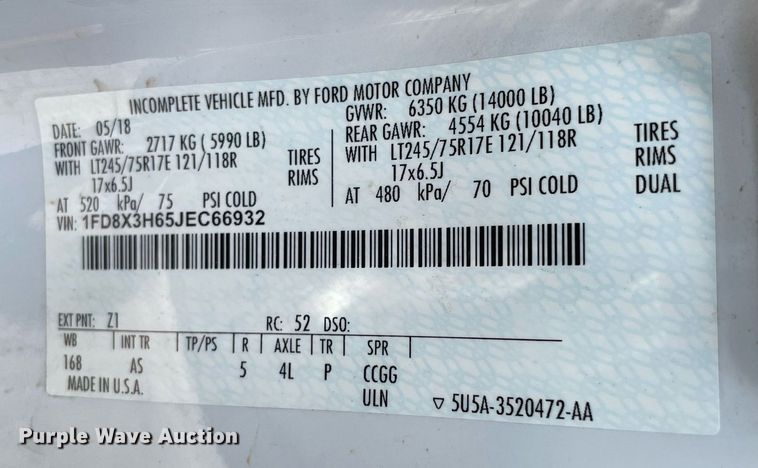 INCOMPLETE VEHICLE MFD. BY FORD MOTOR COMPANY
DATE: 05/18
GVWR: 6350 KG (14000 LB)
FRONT GAWR: 2717 KG ( 5990 LB)
REAR GAWR: 4554 KG (10040 LB)
WITH LT245/75R17E 121/118R TIRES
WITH LT245/75R17E 121/118R TIRES
17x6.5J RIMS
17x6.5J RIMS
AT 520 kPa/ 75 PSI COLD
AT 480 kPa/ 70 PSI COLD DUAL
VIN: 1FD8X3H65JEC66932
EXT PNT: Z1 RC: 52 DSO:
WB INT TR TP/PS R AXLE TR SPR
168 AS 5 4L P CCGG
MADE IN U.S.A. ULN 5U5A-3520472-AA
Purple Wave Auction